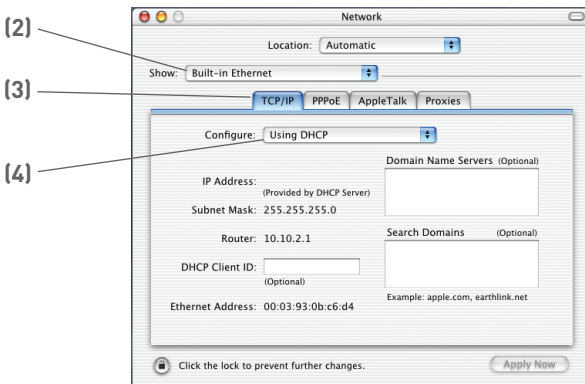 Network
(2)
Location: Automatic
Show: Built-in Ethernet
(3)
TCP/IP PPPoE AppleTalk Proxies
Configure: Using DHCP
(4)
Domain Name Servers (Optional)
IP Address:
(Provided by DHCP Server)
Subnet Mask: 255.255.255.0
Router: 10.10.2.1
Search Domains (Optional)
DHCP Client ID:
(Optional)
Example: apple.com, earthlink.net
Ethernet Address: 00:03:93:0b:c6:d4
Click the lock to prevent further changes.
Apply Now